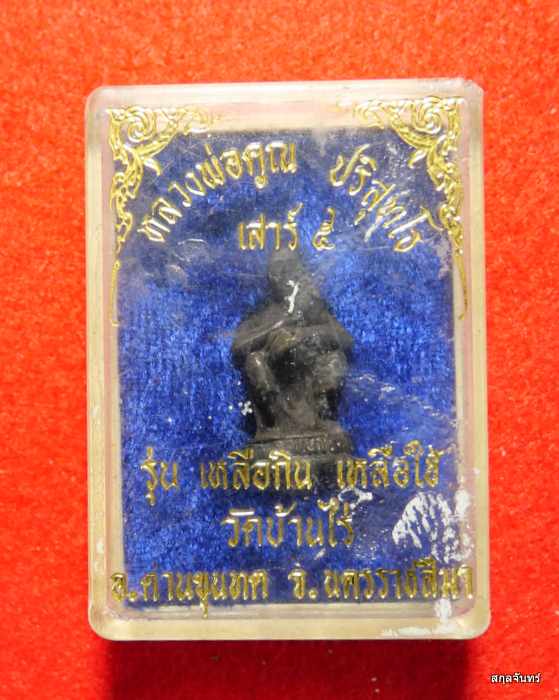 หลวงพ่อคูณ ปริสุทฺโธ
เสาร์ ๕
รุ่น เหลือกิน เหลือใช้
วัดบ้านไร่
อ.ด่านขุนทด จ.นครราชสีมา
สกุลจันทร์